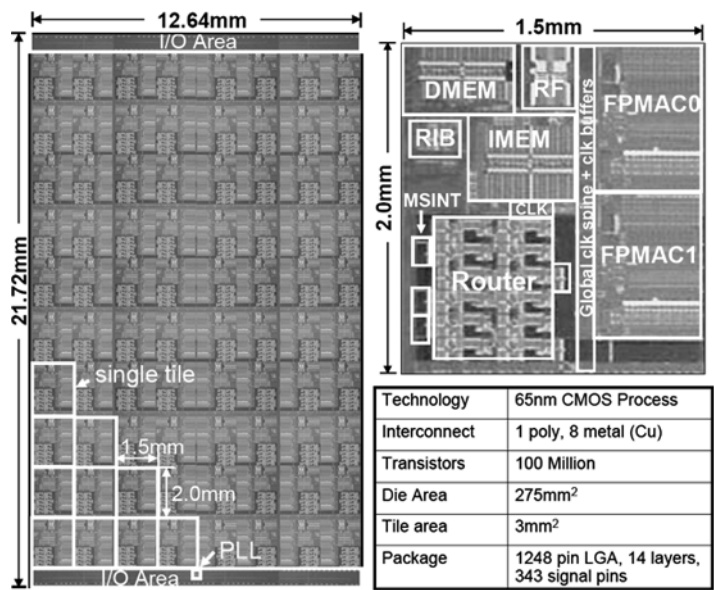 12.64mm
I/O Area
21.72mm
single tile
1.5mm
2.0mm
PLL
I/O Area
1.5mm
2.0mm
DMEM
RF
FPMAC0
RIB
IMEM
MSINT
CLK
Global clk spine + clk buffers
Router
FPMAC1
Technology 65nm CMOS Process
Interconnect 1 poly, 8 metal (Cu)
Transistors 100 Million
Die Area 275mm²
Tile area 3mm²
Package 1248 pin LGA, 14 layers,
343 signal pins